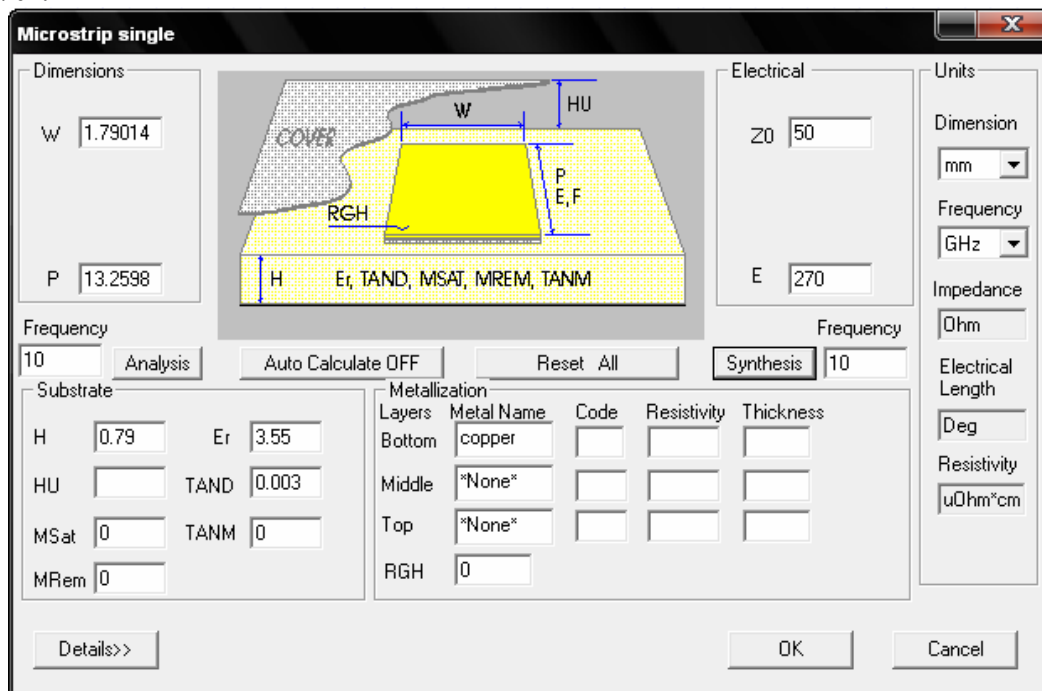 Microstrip single
Dimensions
W 1.79014
P 13.2598
COVER
W
HU
P
E,F
RGH
H Er, TAND, MSAT, MREM, TANM
Electrical
Z0 50
E 270
Units
Dimension
mm
Frequency
GHz
Impedance
Ohm
Electrical
Length
Deg
Resistivity
uOhm*cm
Frequency
10 Analysis Auto Calculate OFF Reset All Synthesis
Frequency
10
Substrate
H 0.79 Er 3.55
HU TAND 0.003
MSat 0 TANM 0
MRem 0
Metallization
Layers Metal Name Code Resistivity Thickness
Bottom copper
Middle *None*
Top *None*
RGH 0
Details>> OK Cancel